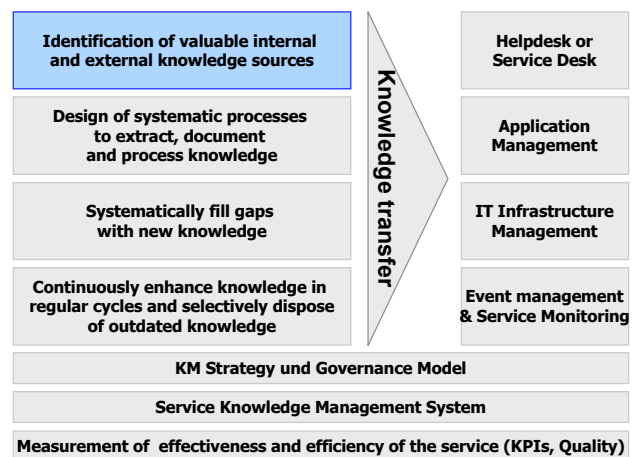 Identification of valuable internal
and external knowledge sources
Design of systematic processes
to extract, document
and process knowledge
Systematically fill gaps
with new knowledge
Continuously enhance knowledge in
regular cycles and selectively dispose
of outdated knowledge
Knowledge transfer
Helpdesk or
Service Desk
Application
Management
IT Infrastructure
Management
Event management
& Service Monitoring
KM Strategy und Governance Model
Service Knowledge Management System
Measurement of effectiveness and efficiency of the service (KPIs, Quality)